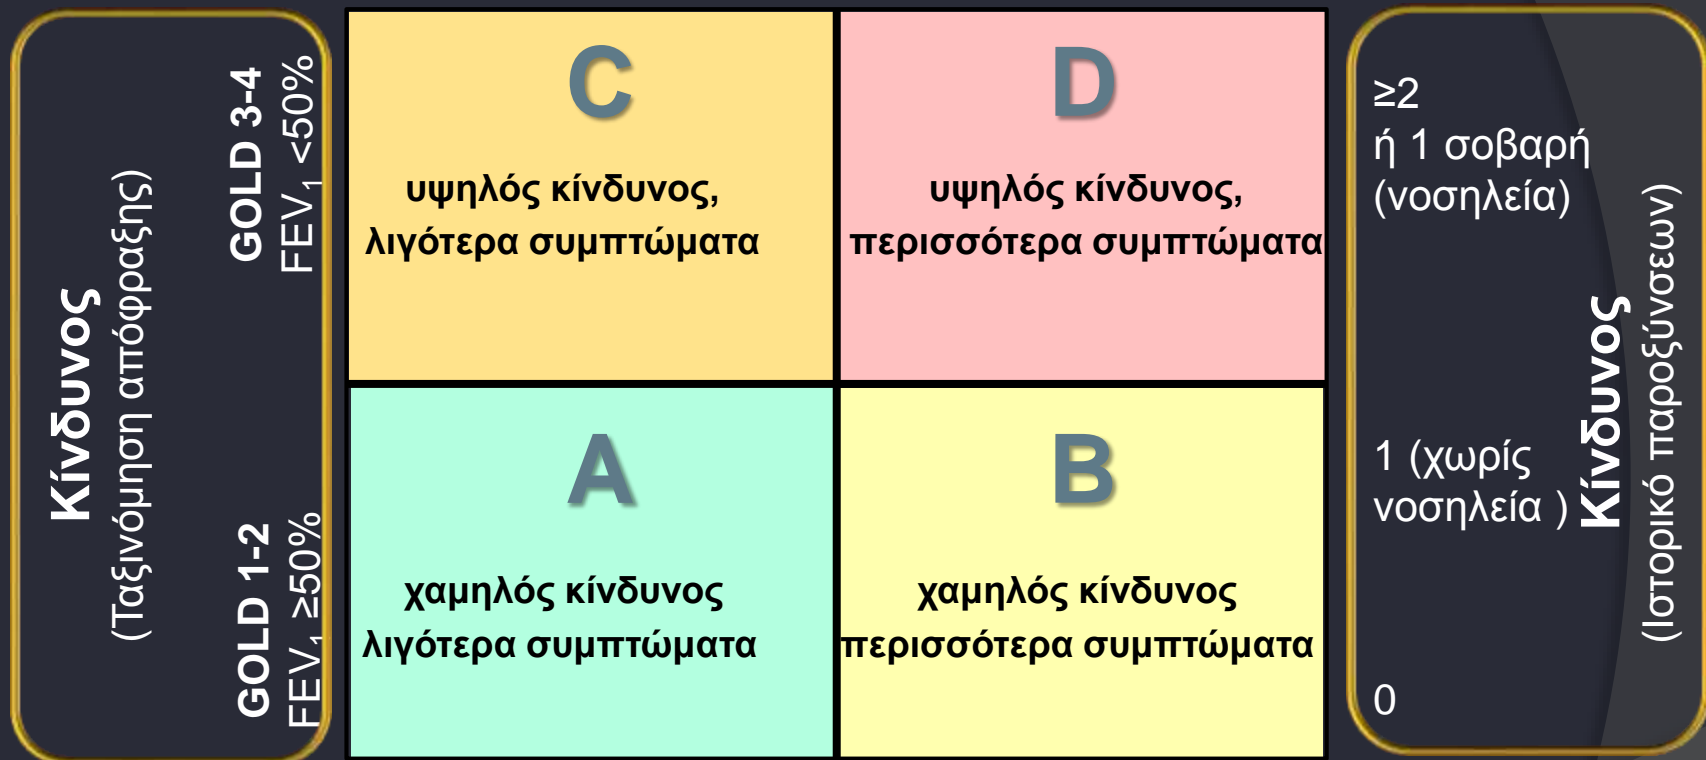 Κίνδυνος
(Ταξινόμηση απόφραξης)
GOLD 3-4
FEV₁ <50%
GOLD 1-2
FEV₁ ≥50%
C
υψηλός κίνδυνος,
λιγότερα συμπτώματα
D
υψηλός κίνδυνος,
περισσότερα συμπτώματα
A
χαμηλός κίνδυνος
λιγότερα συμπτώματα
B
χαμηλός κίνδυνος
περισσότερα συμπτώματα
≥2
ή 1 σοβαρή
(νοσηλεία)
1 (χωρίς
νοσηλεία )
0
Κίνδυνος
(Ιστορικό παροξύνσεων)